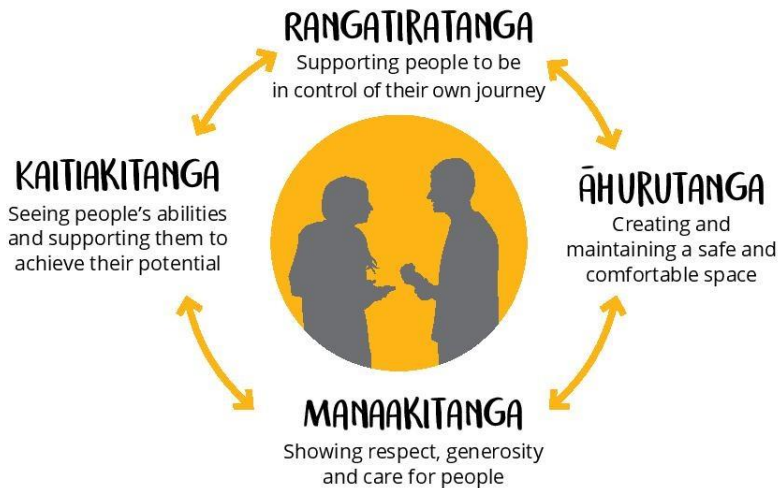 RANGATIRATANGA
Supporting people to be
in control of their own journey
KAITIAKITANGA
Seeing people's abilities
and supporting them to
achieve their potential
ĀHURUTANGA
Creating and
maintaining a safe and
comfortable space
MANAAKITANGA
Showing respect, generosity
and care for people